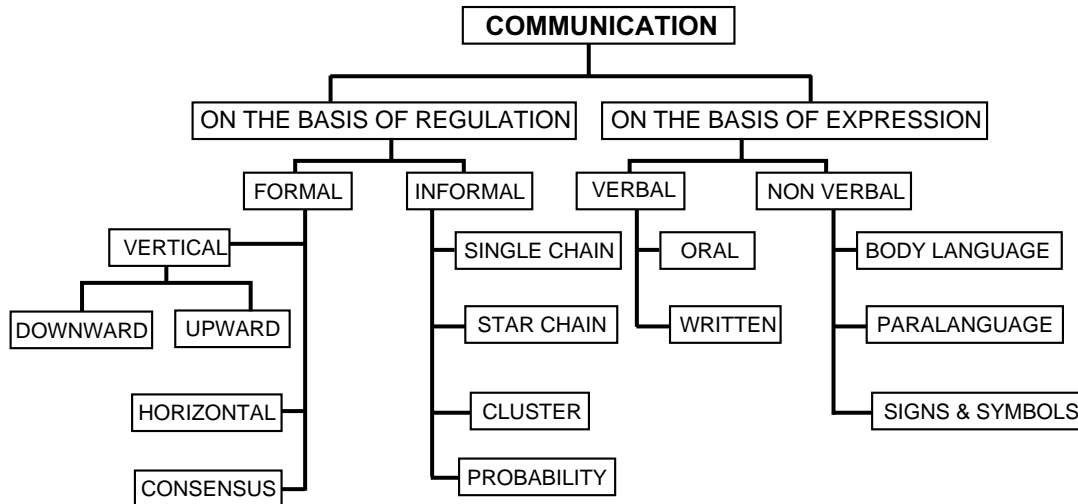 COMMUNICATION
ON THE BASIS OF REGULATION
ON THE BASIS OF EXPRESSION
FORMAL
INFORMAL
VERBAL
NON VERBAL
VERTICAL
SINGLE CHAIN
ORAL
BODY LANGUAGE
DOWNWARD
UPWARD
STAR CHAIN
WRITTEN
PARALANGUAGE
HORIZONTAL
CLUSTER
SIGNS & SYMBOLS
CONSENSUS
PROBABILITY